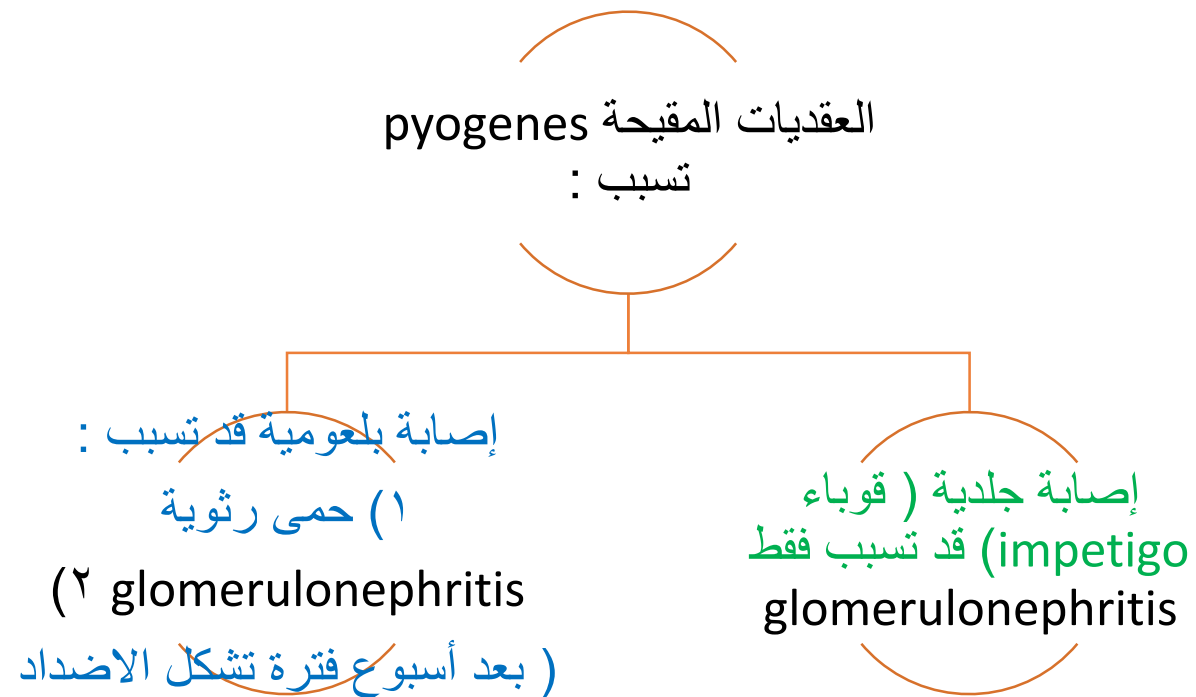 العقديات المقيحة pyogenes
تسبب :
إصابة جلدية ( قوباء
impetigo) قد تسبب فقط
glomerulonephritis
إصابة بلعومية قد تسبب :
١) حمى رثوية
٢) glomerulonephritis
( بعد أسبوع فترة تشكل الاضداد